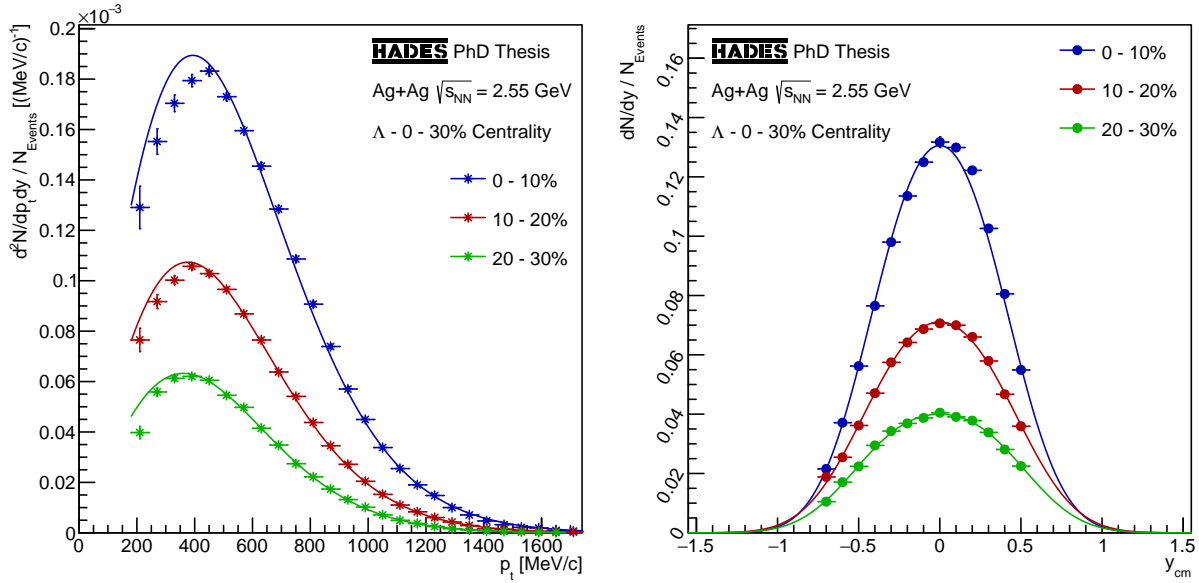 ×10⁻³
d²N/dp_t dy / N_Events [(MeV/c)⁻¹]
0.2
0.18
0.16
0.14
0.12
0.1
0.08
0.06
0.04
0.02
0
HADES PhD Thesis
Ag+Ag √s_NN = 2.55 GeV
Λ - 0 - 30% Centrality
0 - 10%
10 - 20%
20 - 30%
0 200 400 600 800 1000 1200 1400 1600
p_t [MeV/c]
dN/dy / N_Events
0.16
0.14
0.12
0.1
0.08
0.06
0.04
0.02
0
HADES PhD Thesis
Ag+Ag √s_NN = 2.55 GeV
Λ - 0 - 30% Centrality
0 - 10%
10 - 20%
20 - 30%
−1.5 −1 −0.5 0 0.5 1 1.5
y_cm